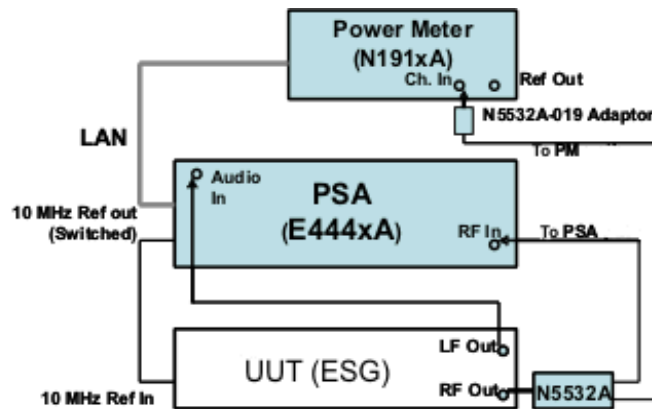 Power Meter
(N191xA)
Ch. In
Ref Out
N5532A-019 Adaptor
LAN
To PM
Audio
In
PSA
(E444xA)
10 MHz Ref out
(Switched)
RF In
To PSA
LF Out
UUT (ESG)
RF Out
N5532A
10 MHz Ref In